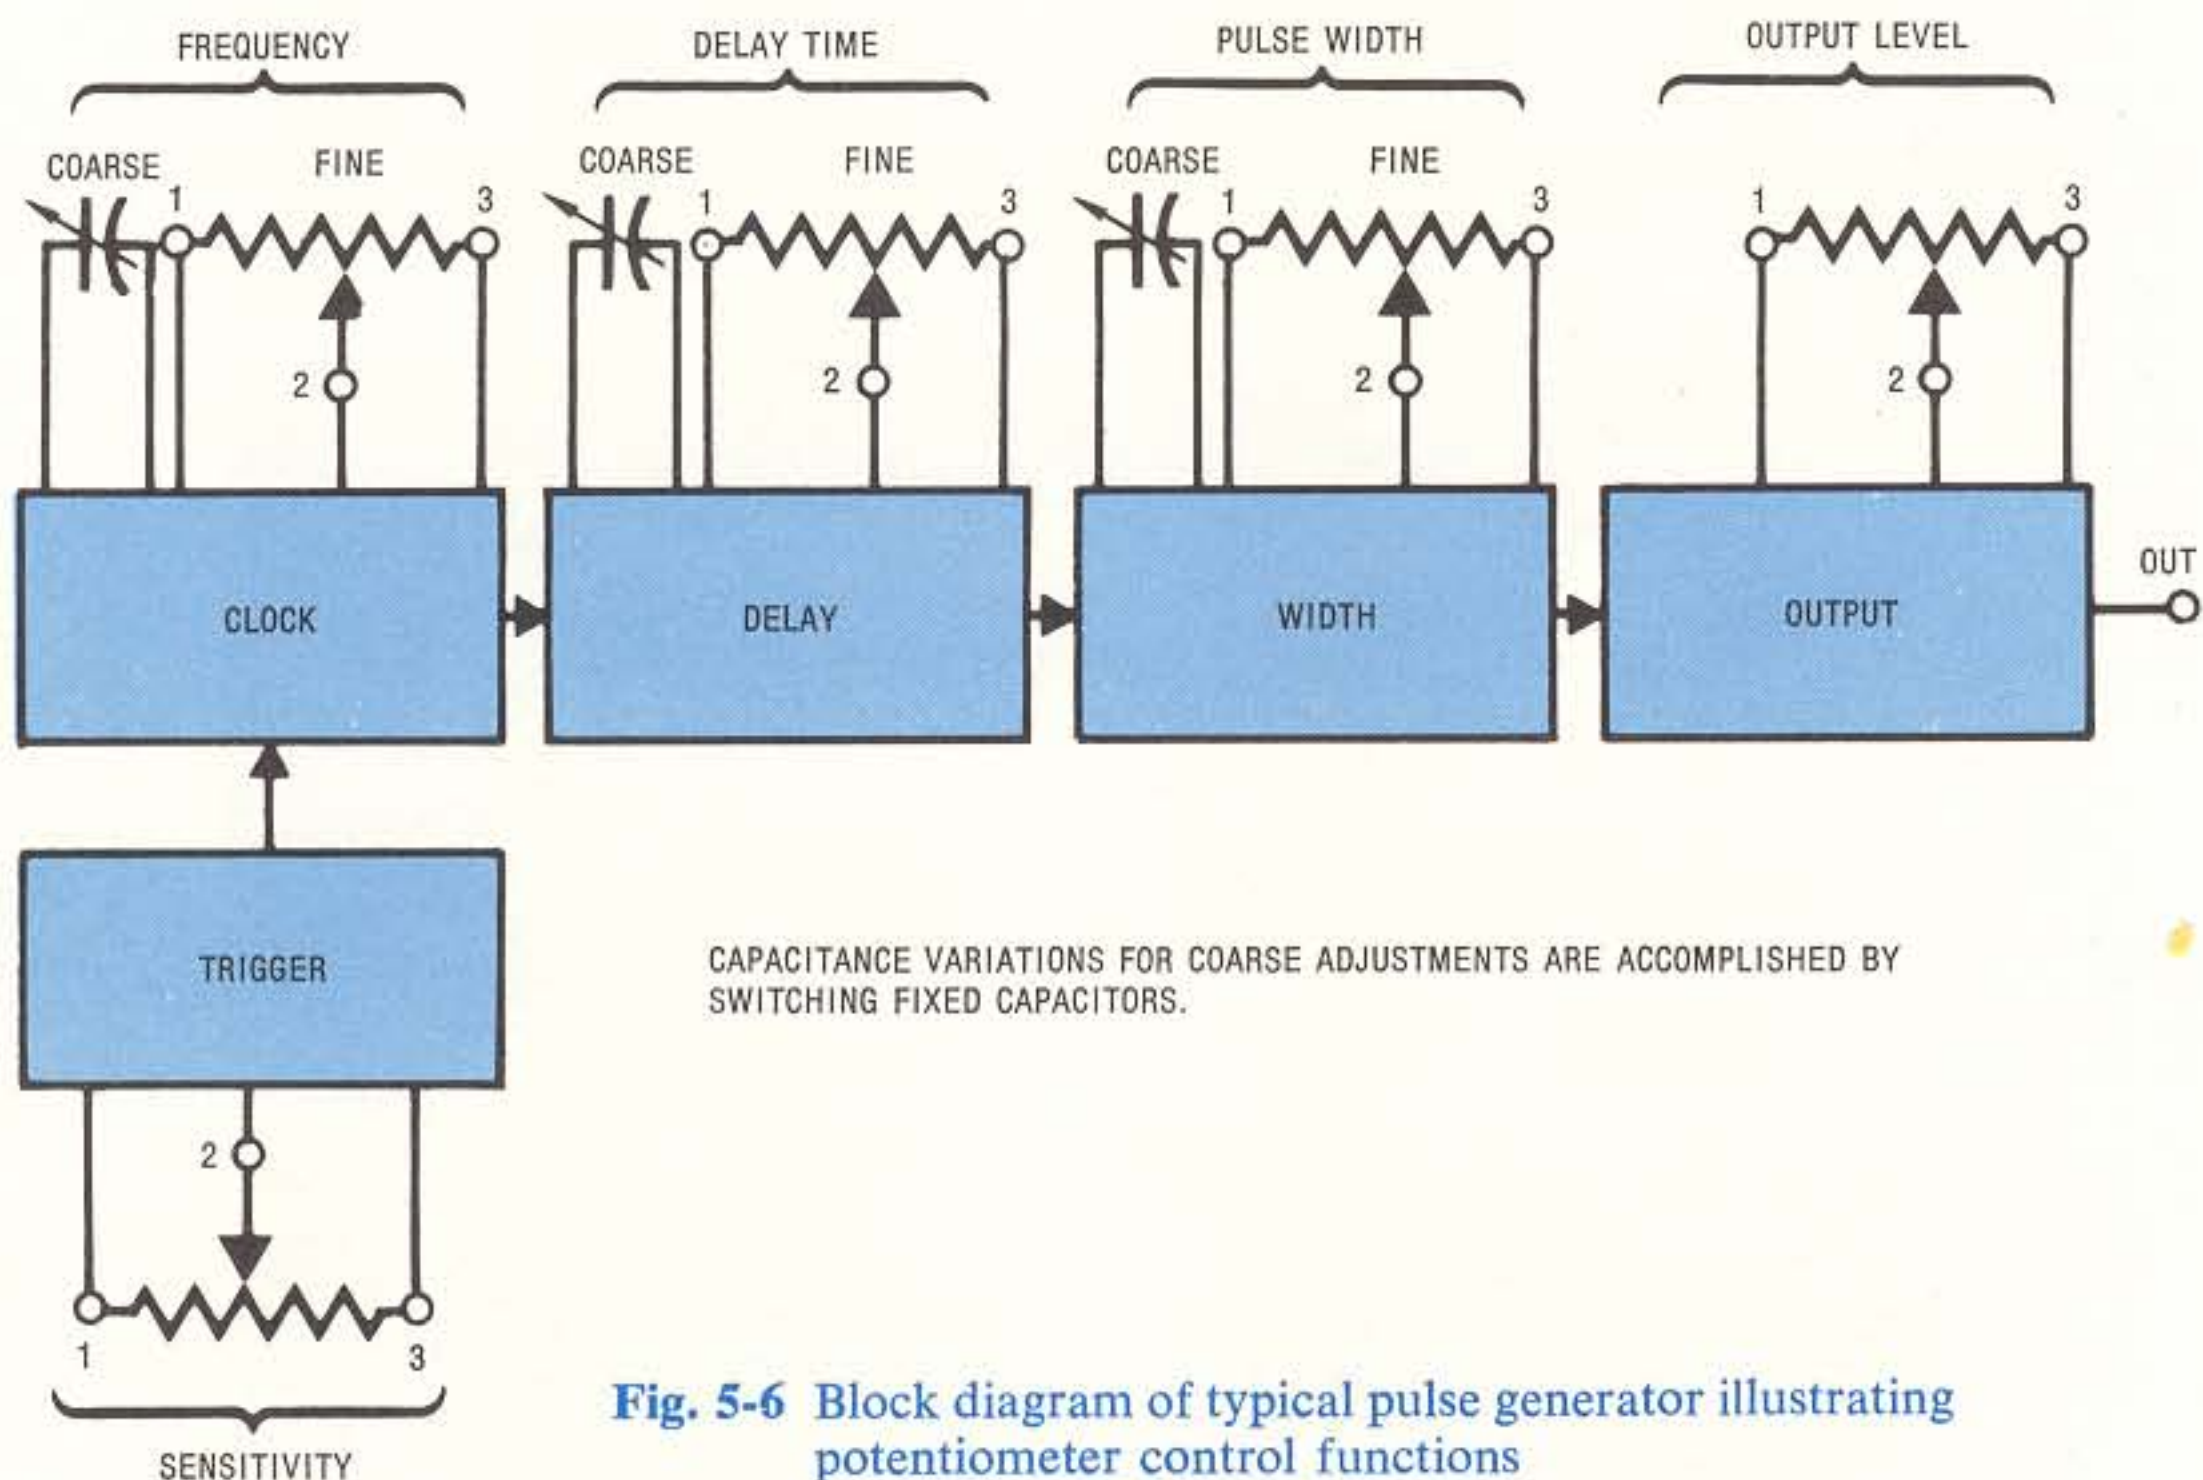 FREQUENCY
DELAY TIME
PULSE WIDTH
OUTPUT LEVEL
COARSE
FINE
COARSE
FINE
COARSE
FINE
1
3
1
3
1
3
1
3
2
2
2
2
CLOCK
DELAY
WIDTH
OUTPUT
OUT
TRIGGER
CAPACITANCE VARIATIONS FOR COARSE ADJUSTMENTS ARE ACCOMPLISHED BY
SWITCHING FIXED CAPACITORS.
2
1
3
SENSITIVITY
Fig. 5-6 Block diagram of typical pulse generator illustrating
potentiometer control functions